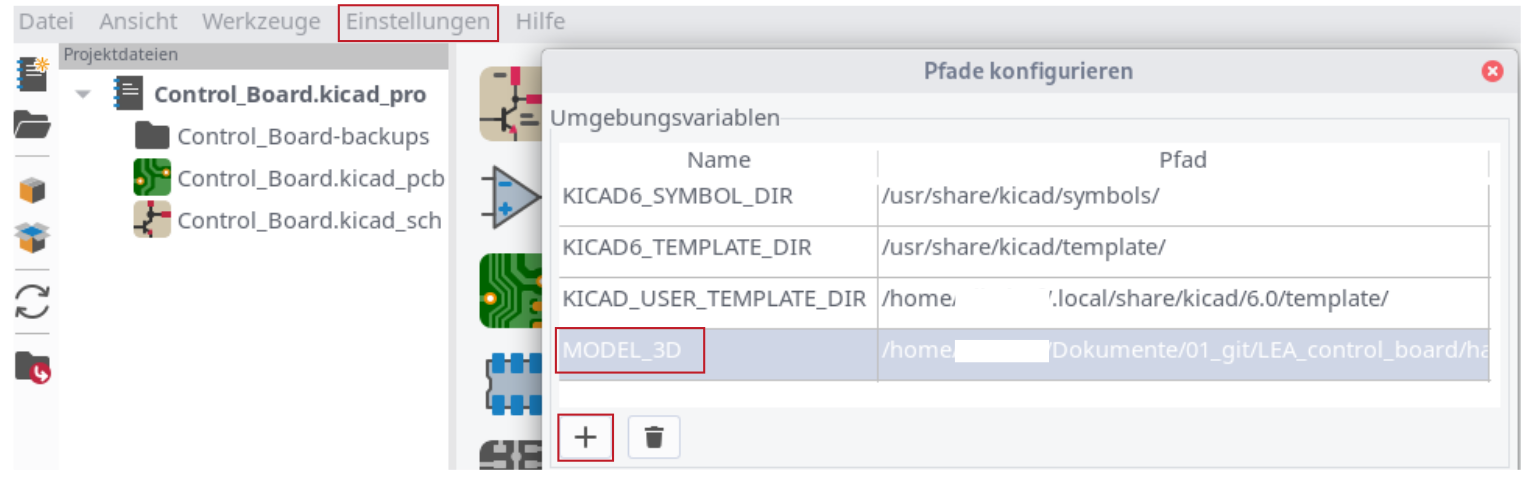 Datei Ansicht Werkzeuge Einstellungen Hilfe
Projektdateien
Control_Board.kicad_pro
Control_Board-backups
Control_Board.kicad_pcb
Control_Board.kicad_sch
Pfade konfigurieren
Umgebungsvariablen
Name Pfad
KICAD6_SYMBOL_DIR /usr/share/kicad/symbols/
KICAD6_TEMPLATE_DIR /usr/share/kicad/template/
KICAD_USER_TEMPLATE_DIR /home/ /.local/share/kicad/6.0/template/
MODEL_3D /home/ /Dokumente/01_git/LEA_control_board/ha